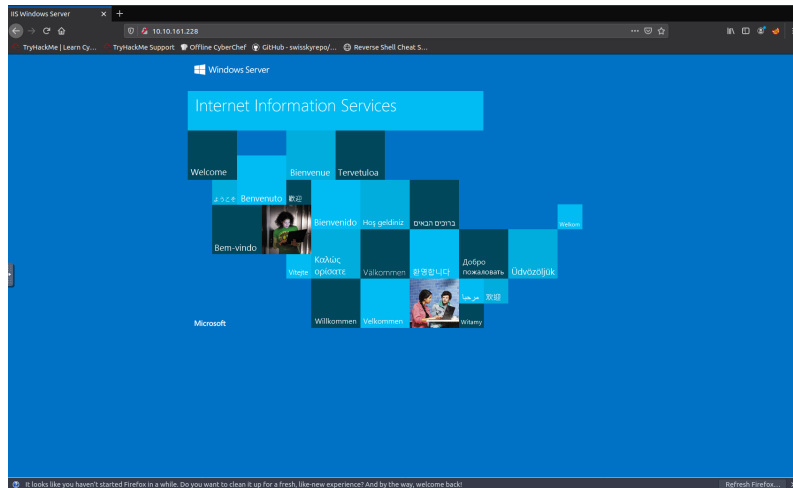 IIS Windows Server
10.10.161.228
TryHackMe | Learn Cy...
TryHackMe Support
Offline CyberChef
GitHub - swisskyrepo/...
Reverse Shell Cheat S...
Windows Server
Internet Information Services
Welcome
Bienvenue
Tervetuloa
ようこそ
Benvenuto
歡迎
Bienvenido
Hoş geldiniz
ברוכים הבאים
Welkom
Bem-vindo
Vítejte
Καλώς
ορίσατε
Välkommen
환영합니다
Добро
пожаловать
Üdvözöljük
مرحبا
欢迎
Microsoft
Willkommen
Velkommen
Witamy
It looks like you haven't started Firefox in a while. Do you want to clean it up for a fresh, like-new experience? And by the way, welcome back!
Refresh Firefox...